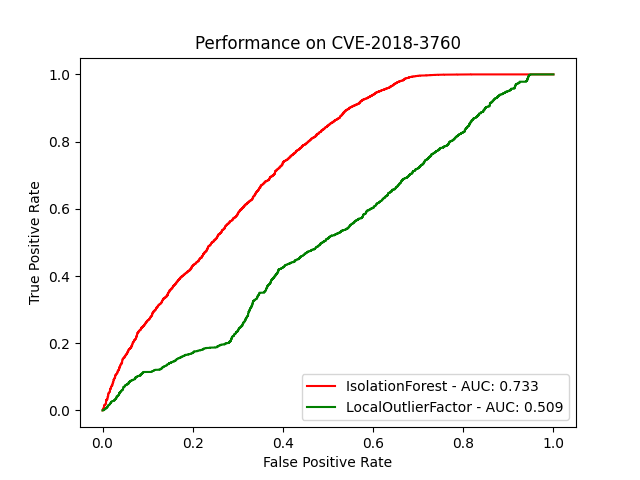 Performance on CVE-2018-3760
1.0
0.8
0.6
0.4
0.2
0.0
True Positive Rate
IsolationForest - AUC: 0.733
LocalOutlierFactor - AUC: 0.509
0.0 0.2 0.4 0.6 0.8 1.0
False Positive Rate